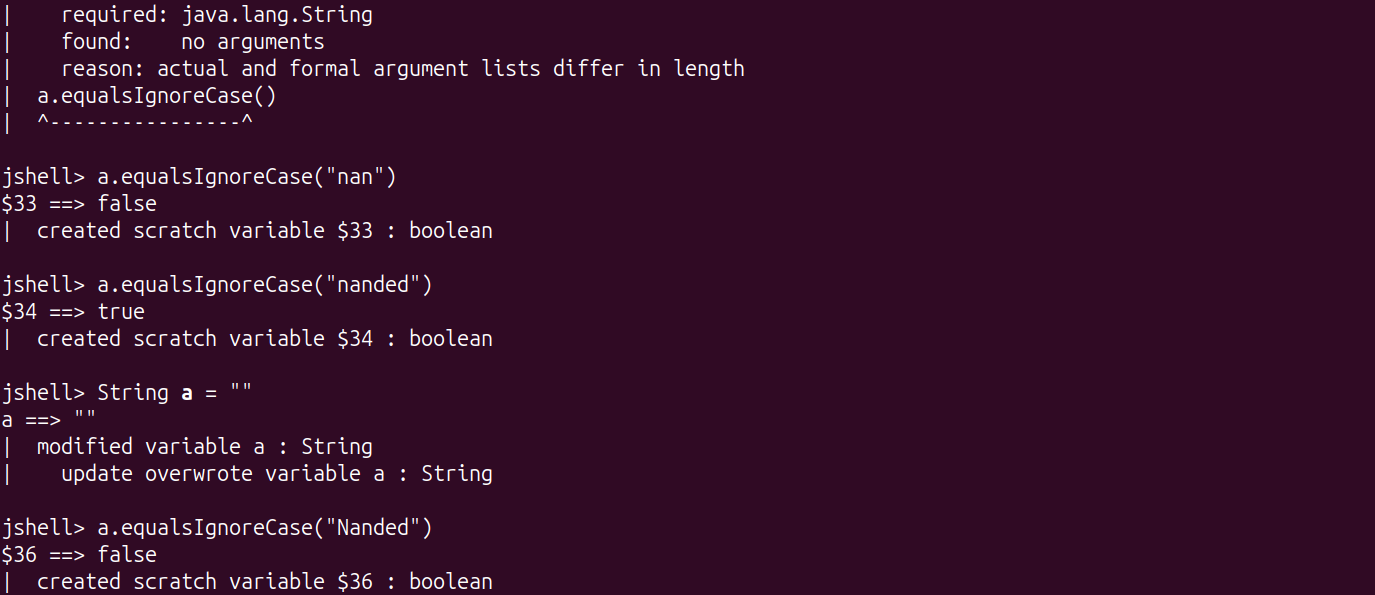 |    required: java.lang.String
|    found:    no arguments
|    reason: actual and formal argument lists differ in length
|  a.equalsIgnoreCase()
|  ^----------------^
jshell> a.equalsIgnoreCase("nan")
$33 ==> false
|  created scratch variable $33 : boolean
jshell> a.equalsIgnoreCase("nanded")
$34 ==> true
|  created scratch variable $34 : boolean
jshell> String a = ""
a ==> ""
|  modified variable a : String
|    update overwrote variable a : String
jshell> a.equalsIgnoreCase("Nanded")
$36 ==> false
|  created scratch variable $36 : boolean